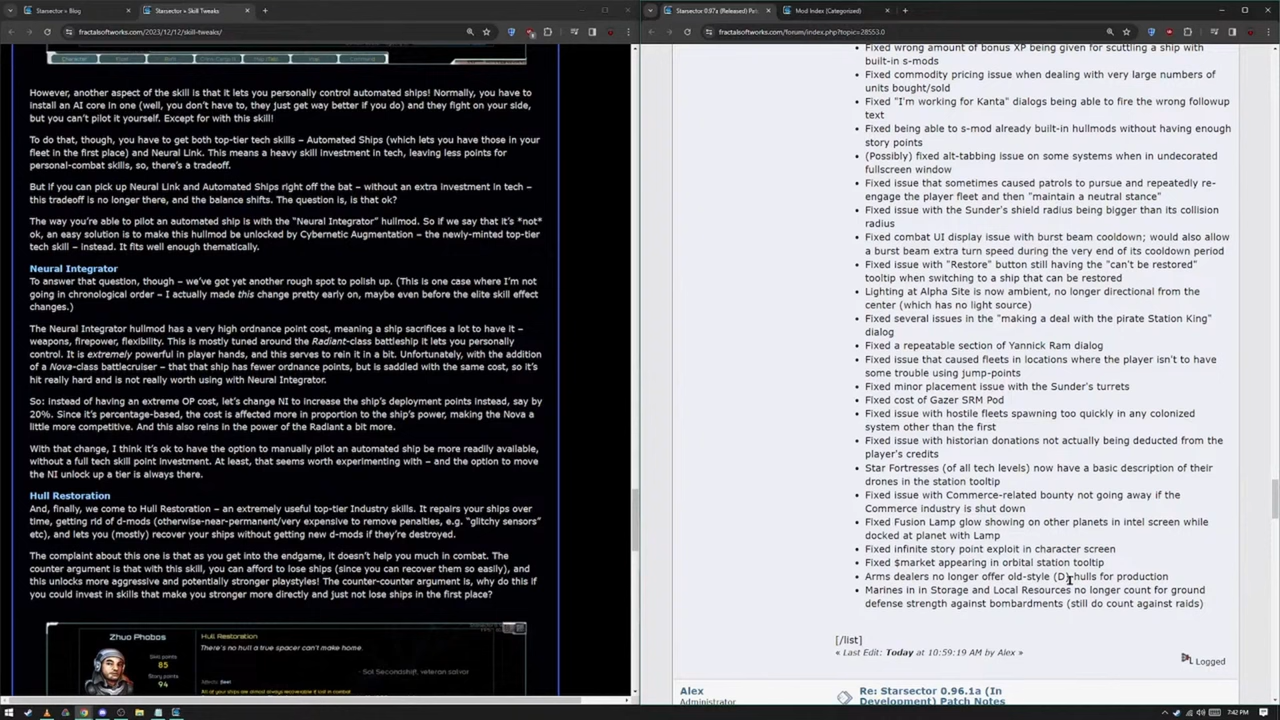 Starsector » Blog
Starsector » Skill Tweaks
fractalsoftworks.com/2023/12/12/skill-tweaks/
However, another aspect of the skill is that it lets you personally control automated ships! Normally, you have to
install an AI core in one (well, you don't have to, they just get way better if you do) and they fight on your side,
but you can't pilot it yourself. Except for with this skill!
To do that, though, you have to get both top-tier tech skills – Automated Ships (which lets you have those in your
fleet in the first place) and Neural Link. This means a heavy skill investment in tech, leaving less points for
personal-combat skills, so, there's a tradeoff.
But if you can pick up Neural Link and Automated Ships right off the bat – without an extra investment in tech –
this tradeoff is no longer there, and the balance shifts. The question is, is that ok?
The way you're able to pilot an automated ship is with the "Neural Integrator" hullmod. So if we say that it's *not*
ok, an easy solution is to make this hullmod be unlocked by Cybernetic Augmentation – the newly-minted top-tier
tech skill – instead. It fits well enough thematically.
Neural Integrator
To answer that question, though – we've got yet another rough spot to polish up. (This is one case where I'm not
going in chronological order – I actually made this change pretty early on, maybe even before the elite skill effect
changes.)
The Neural Integrator hullmod has a very high ordnance point cost, meaning a ship sacrifices a lot to have it –
weapons, firepower, flexibility. This is mostly tuned around the Radiant-class battleship it lets you personally
control. It is extremely powerful in player hands, and this serves to rein it in a bit. Unfortunately, with the addition
of a Nova-class battlecruiser – that that ship has fewer ordnance points, but is saddled with the same cost, so it's
hit really hard and is not really worth using with Neural Integrator.
So: instead of having an extreme OP cost, let's change NI to increase the ship's deployment points instead, say by
20%. Since it's percentage-based, the cost is affected more in proportion to the ship's power, making the Nova a
little more competitive. And this also reins in the power of the Radiant a bit more.
With that change, I think it's ok to have the option to manually pilot an automated ship be more readily available,
without a full tech skill point investment. At least, that seems worth experimenting with – and the option to move
the NI unlock up a tier is always there.
Hull Restoration
And, finally, we come to Hull Restoration – an extremely useful top-tier Industry skills. It repairs your ships over
time, getting rid of d-mods (otherwise-near-permanent/very expensive to remove penalties, e.g. "glitchy sensors"
etc), and lets you (mostly) recover your ships without getting new d-mods if they're destroyed.
The complaint about this one is that as you get into the endgame, it doesn't help you much in combat. The
counter argument is that with this skill, you can afford to lose ships (since you can recover them so easily), and
this unlocks more aggressive and potentially stronger playstyles! The counter-counter argument is, why do this if
you could invest in skills that make you stronger more directly and just not lose ships in the first place?
Zhuo Phobos
Skill points
85
Story points
94
Hull Restoration
There's no hull a true spacer can't make home.
- Sol Secondshift, veteran salvor
Starsector 0.97a (Released) Pat
Mod Index (Categorized)
fractalsoftworks.com/forum/index.php?topic=28553.0
Fixed wrong amount of bonus XP being given for scuttling a ship with
built-in s-mods
Fixed commodity pricing issue when dealing with very large numbers of
units bought/sold
Fixed "I'm working for Kanta" dialogs being able to fire the wrong followup
text
Fixed being able to s-mod already built-in hullmods without having enough
story points
(Possibly) fixed alt-tabbing issue on some systems when in undecorated
fullscreen window
Fixed issue that sometimes caused patrols to pursue and repeatedly re-
engage the player fleet and then "maintain a neutral stance"
Fixed issue with the Sunder's shield radius being bigger than its collision
radius
Fixed combat UI display issue with burst beam cooldown; would also allow
a burst beam extra turn speed during the very end of its cooldown period
Fixed issue with "Restore" button still having the "can't be restored"
tooltip when switching to a ship that can be restored
Lighting at Alpha Site is now ambient, no longer directional from the
center (which has no light source)
Fixed several issues in the "making a deal with the pirate Station King"
dialog
Fixed a repeatable section of Yannick Ram dialog
Fixed issue that caused fleets in locations where the player isn't to have
some trouble using jump-points
Fixed minor placement issue with the Sunder's turrets
Fixed cost of Gazer SRM Pod
Fixed issue with hostile fleets spawning too quickly in any colonized
system other than the first
Fixed issue with historian donations not actually being deducted from the
player's credits
Star Fortresses (of all tech levels) now have a basic description of their
drones in the station tooltip
Fixed issue with Commerce-related bounty not going away if the
Commerce industry is shut down
Fixed Fusion Lamp glow showing on other planets in intel screen while
docked at planet with Lamp
Fixed infinite story point exploit in character screen
Fixed $market appearing in orbital station tooltip
Arms dealers no longer offer old-style (D) hulls for production
Marines in in Storage and Local Resources no longer count for ground
defense strength against bombardments (still do count against raids)
[/list]
« Last Edit: Today at 10:59:19 AM by Alex »
Logged
Alex
Administrator
Re: Starsector 0.96.1a (In
Development) Patch Notes
7:42 PM